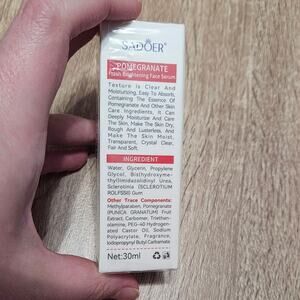 SADOER
POMEGRANATE
Fresh Brightening Face Serum
Texture Is Clear And
Moisturizing, Easy To Absorb,
Containing The Essence Of
Pomegranate And Other Skin
Care Ingredients, It Can
Deeply Moisturize And Care
The Skin, Make The Skin Dry,
Rough And Lusterless, And
Make The Skin Moist,
Transparent, Crystal Clear,
Fair And Soft.
INGREDIENT
Water, Glycerin, Propylene
Glycol, Bis(hydroxyme-
thyl)imidazolidinyl Urea,
Sclerotinia (SCLEROTIUM
ROLFSSII) Gum
Other Trace Components:
Methylparaben, Pomegranate
(PUNICA GRANATUM) Fruit
Extract, Carbomer, Triethan-
olamine, PEG-40 Hydrogen-
ated Castor Oil, Sodium
Polyacrylate, Fragrance,
Iodopropynyl Butyl Carbamate
Net:30ml